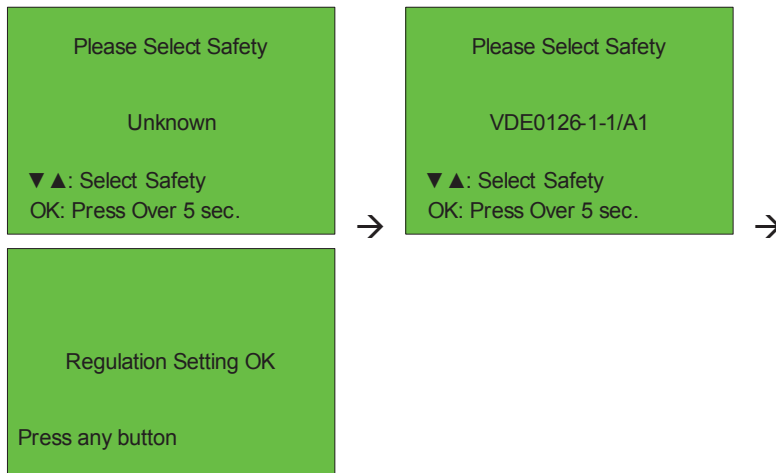 Please Select Safety
Unknown
▼ ▲: Select Safety
OK: Press Over 5 sec.
→
Please Select Safety
VDE0126-1-1/A1
▼ ▲: Select Safety
OK: Press Over 5 sec.
→
Regulation Setting OK
Press any button